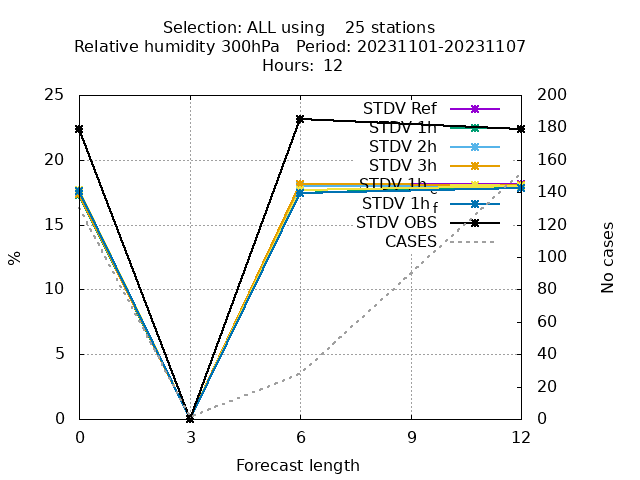 Selection: ALL using    25 stations
Relative humidity 300hPa   Period: 20231101-20231107
Hours: 12
25
20
15
10
5
0
%
200
180
160
140
120
100
80
60
40
20
0
No cases
STDV Ref
STDV 1h
STDV 2h
STDV 3h
STDV 1h
STDV 1h_f
STDV OBS
CASES
0 3 6 9 12
Forecast length